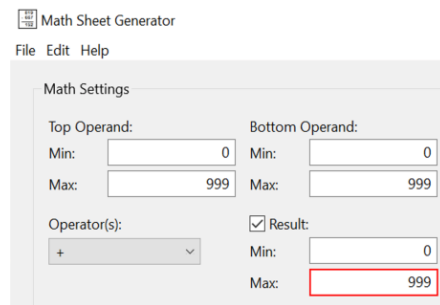 Math Sheet Generator
File Edit Help
Math Settings
Top Operand: Bottom Operand:
Min: 0 Min: 0
Max: 999 Max: 999
Operator(s): Result:
+ Min: 0
Max: 999